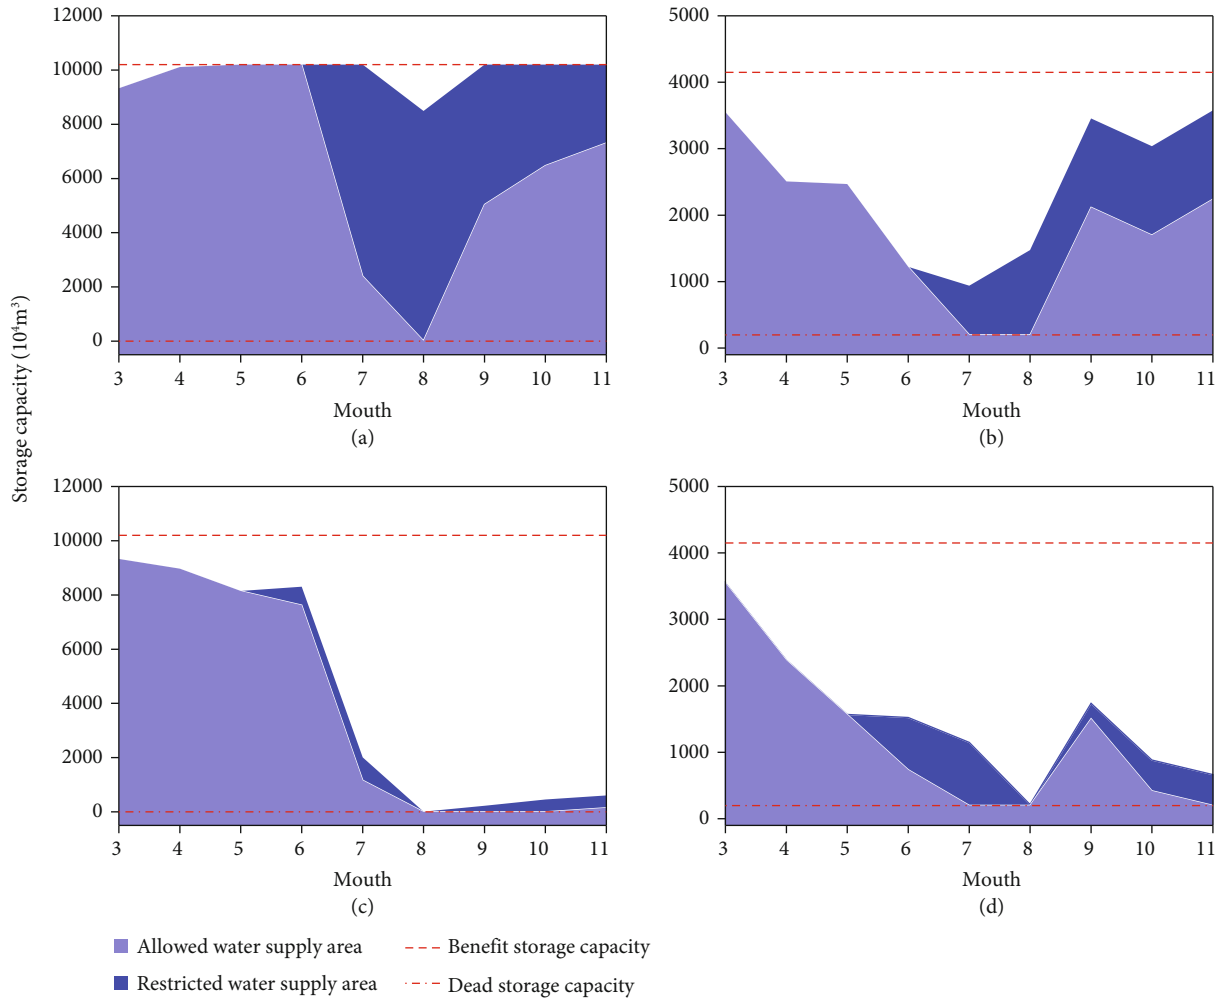 12000
10000
8000
6000
4000
2000
0
3 4 5 6 7 8 9 10 11
Mouth
(a)
5000
4000
3000
2000
1000
0
3 4 5 6 7 8 9 10 11
Mouth
(b)
Storage capacity (10⁴m³)
12000
10000
8000
6000
4000
2000
0
3 4 5 6 7 8 9 10 11
Mouth
(c)
5000
4000
3000
2000
1000
0
3 4 5 6 7 8 9 10 11
Mouth
(d)
Allowed water supply area
Benefit storage capacity
Restricted water supply area
Dead storage capacity